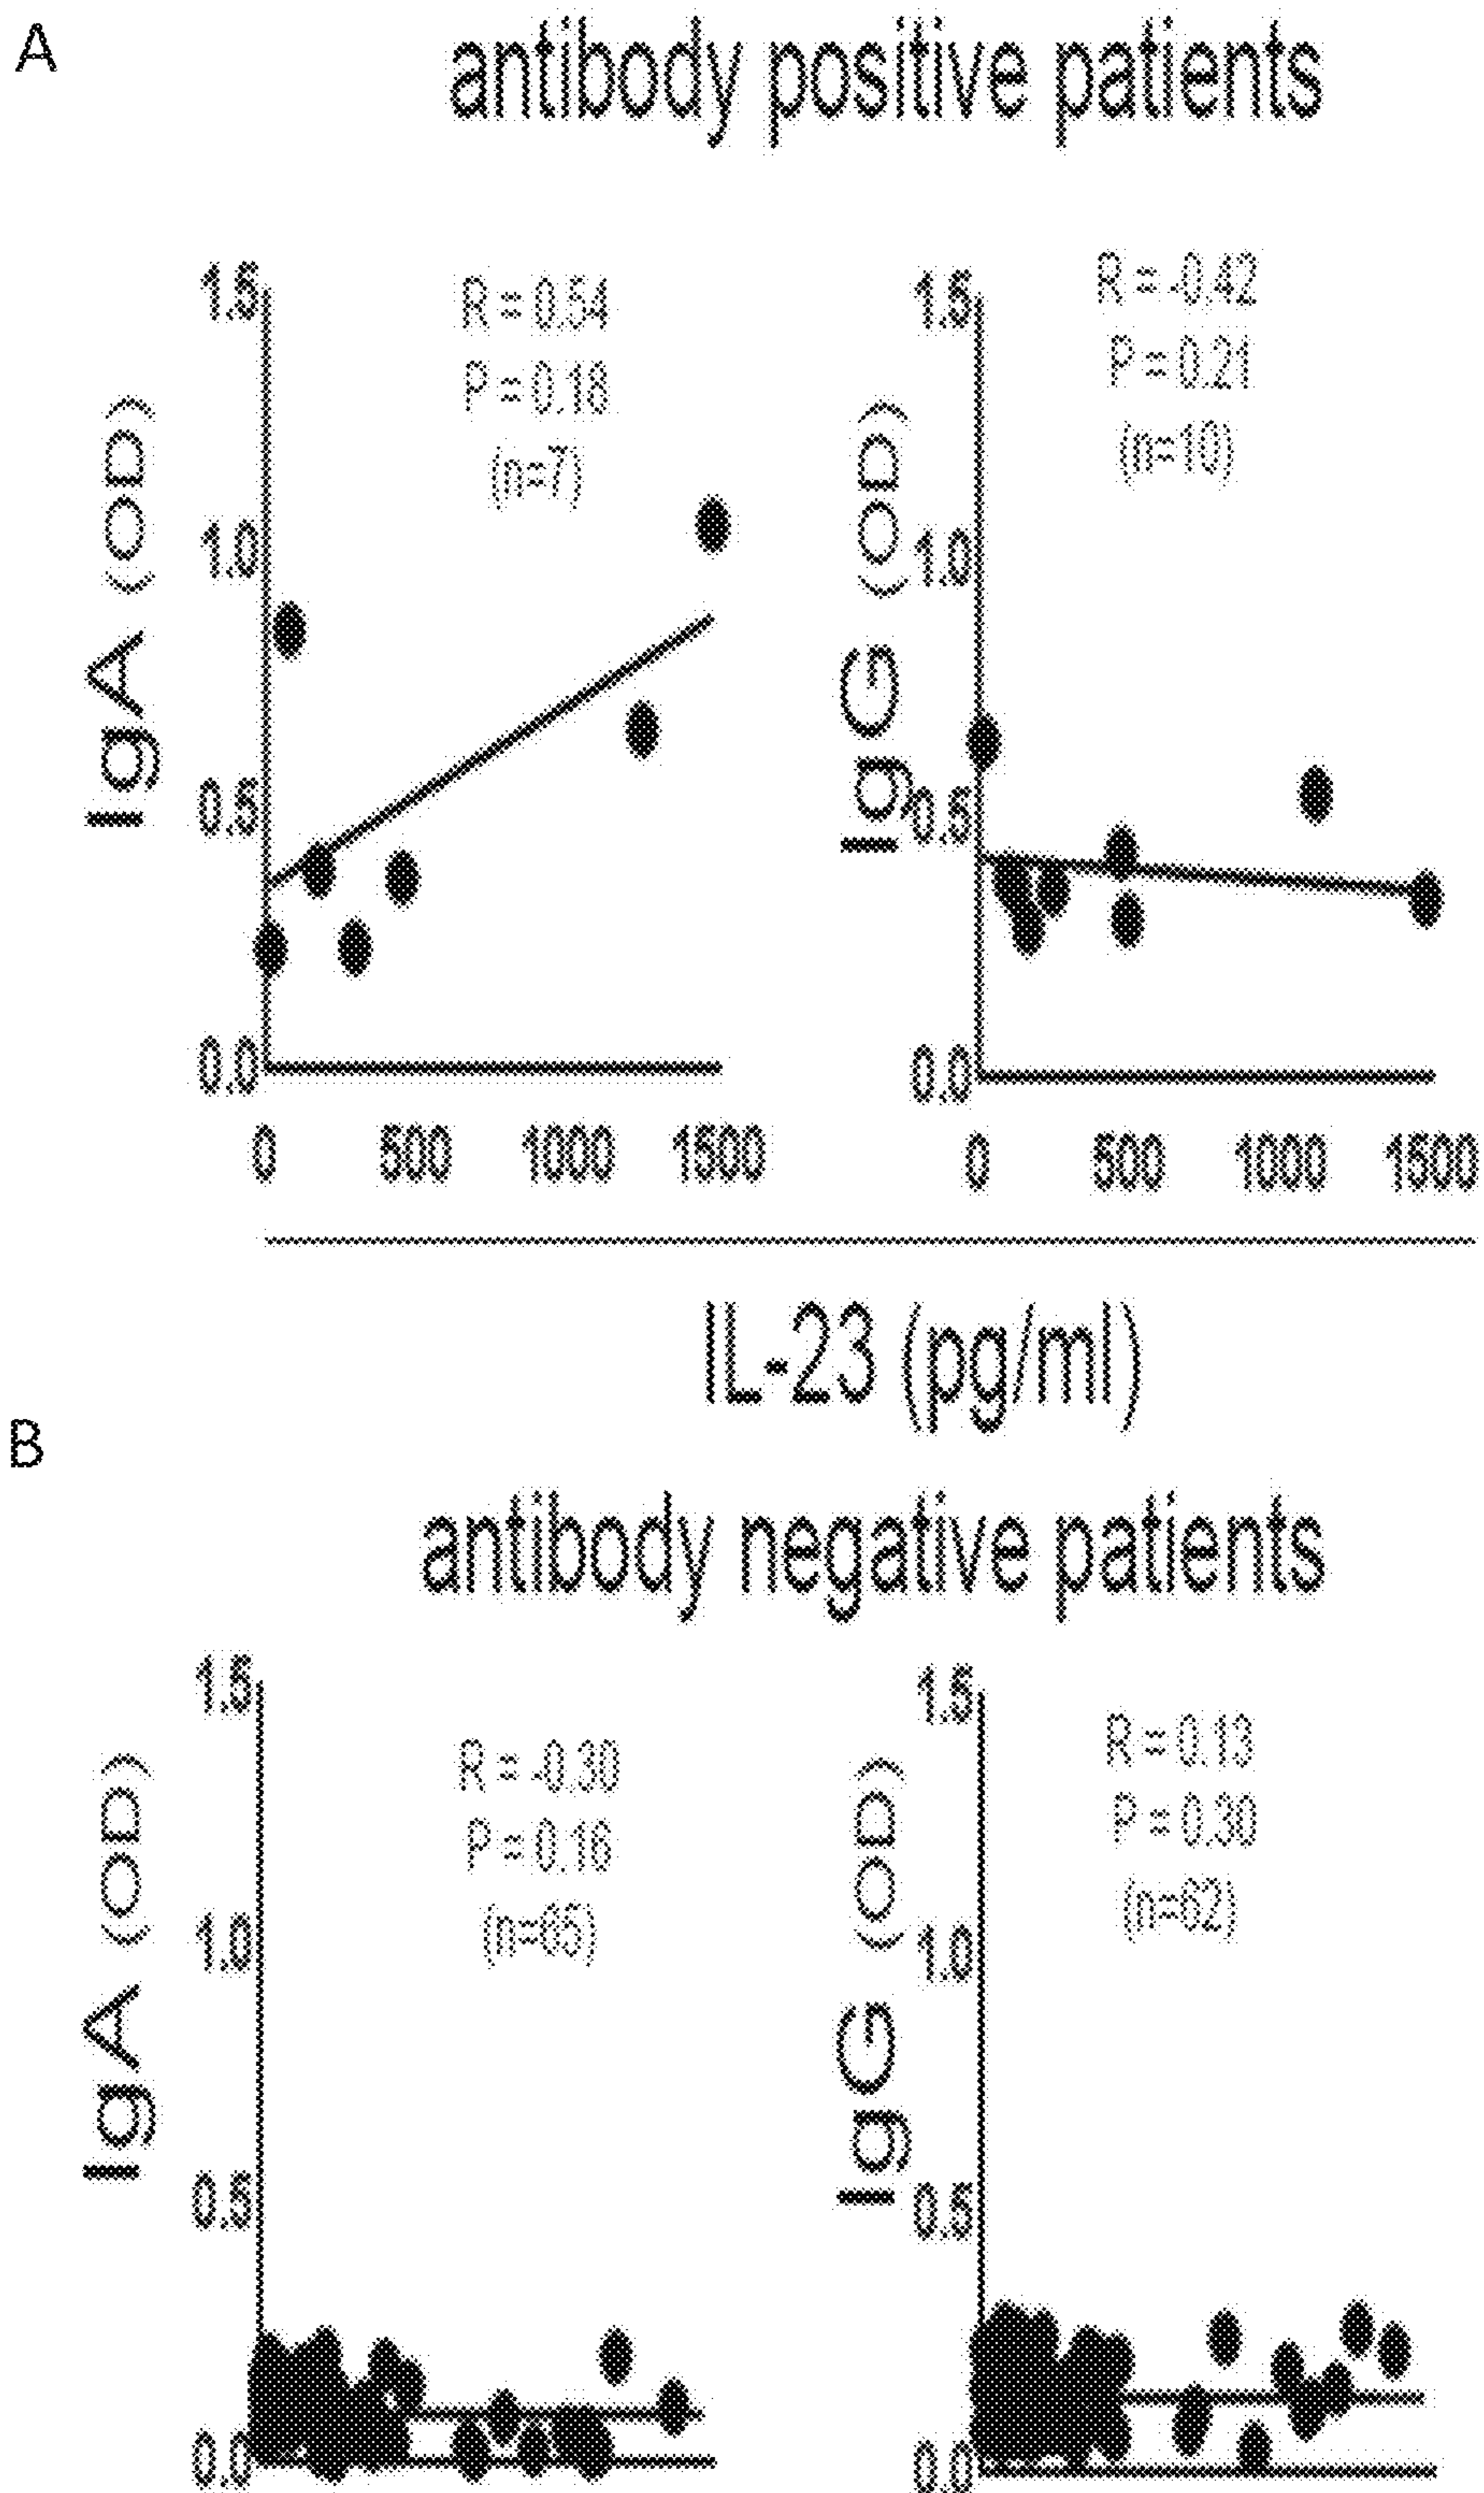 A
antibody positive patients
IgA (OD)
1.5
1.0
0.5
0.0
R = 0.54
P = 0.18
(n=7)
0 500 1000 1500
IgG (OD)
1.5
1.0
0.5
0.0
R = -0.42
P = 0.21
(n=10)
0 500 1000 1500
IL-23 (pg/ml)
B
antibody negative patients
IgA (OD)
1.5
1.0
0.5
0.0
R = -0.30
P = 0.16
(n=65)
IgG (OD)
1.5
1.0
0.5
0.0
R = 0.13
P = 0.30
(n=62)